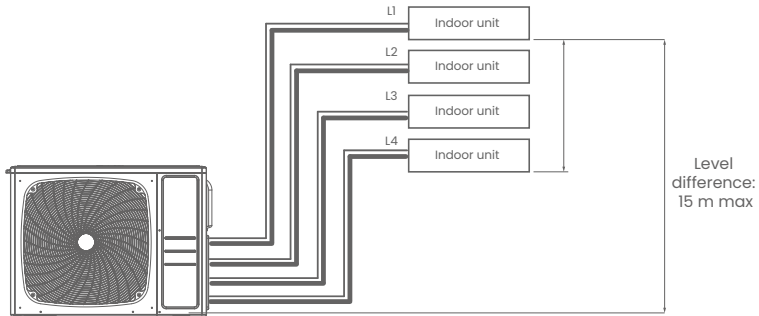 L1
Indoor unit
L2
Indoor unit
L3
Indoor unit
L4
Indoor unit
Level
difference:
15 m max